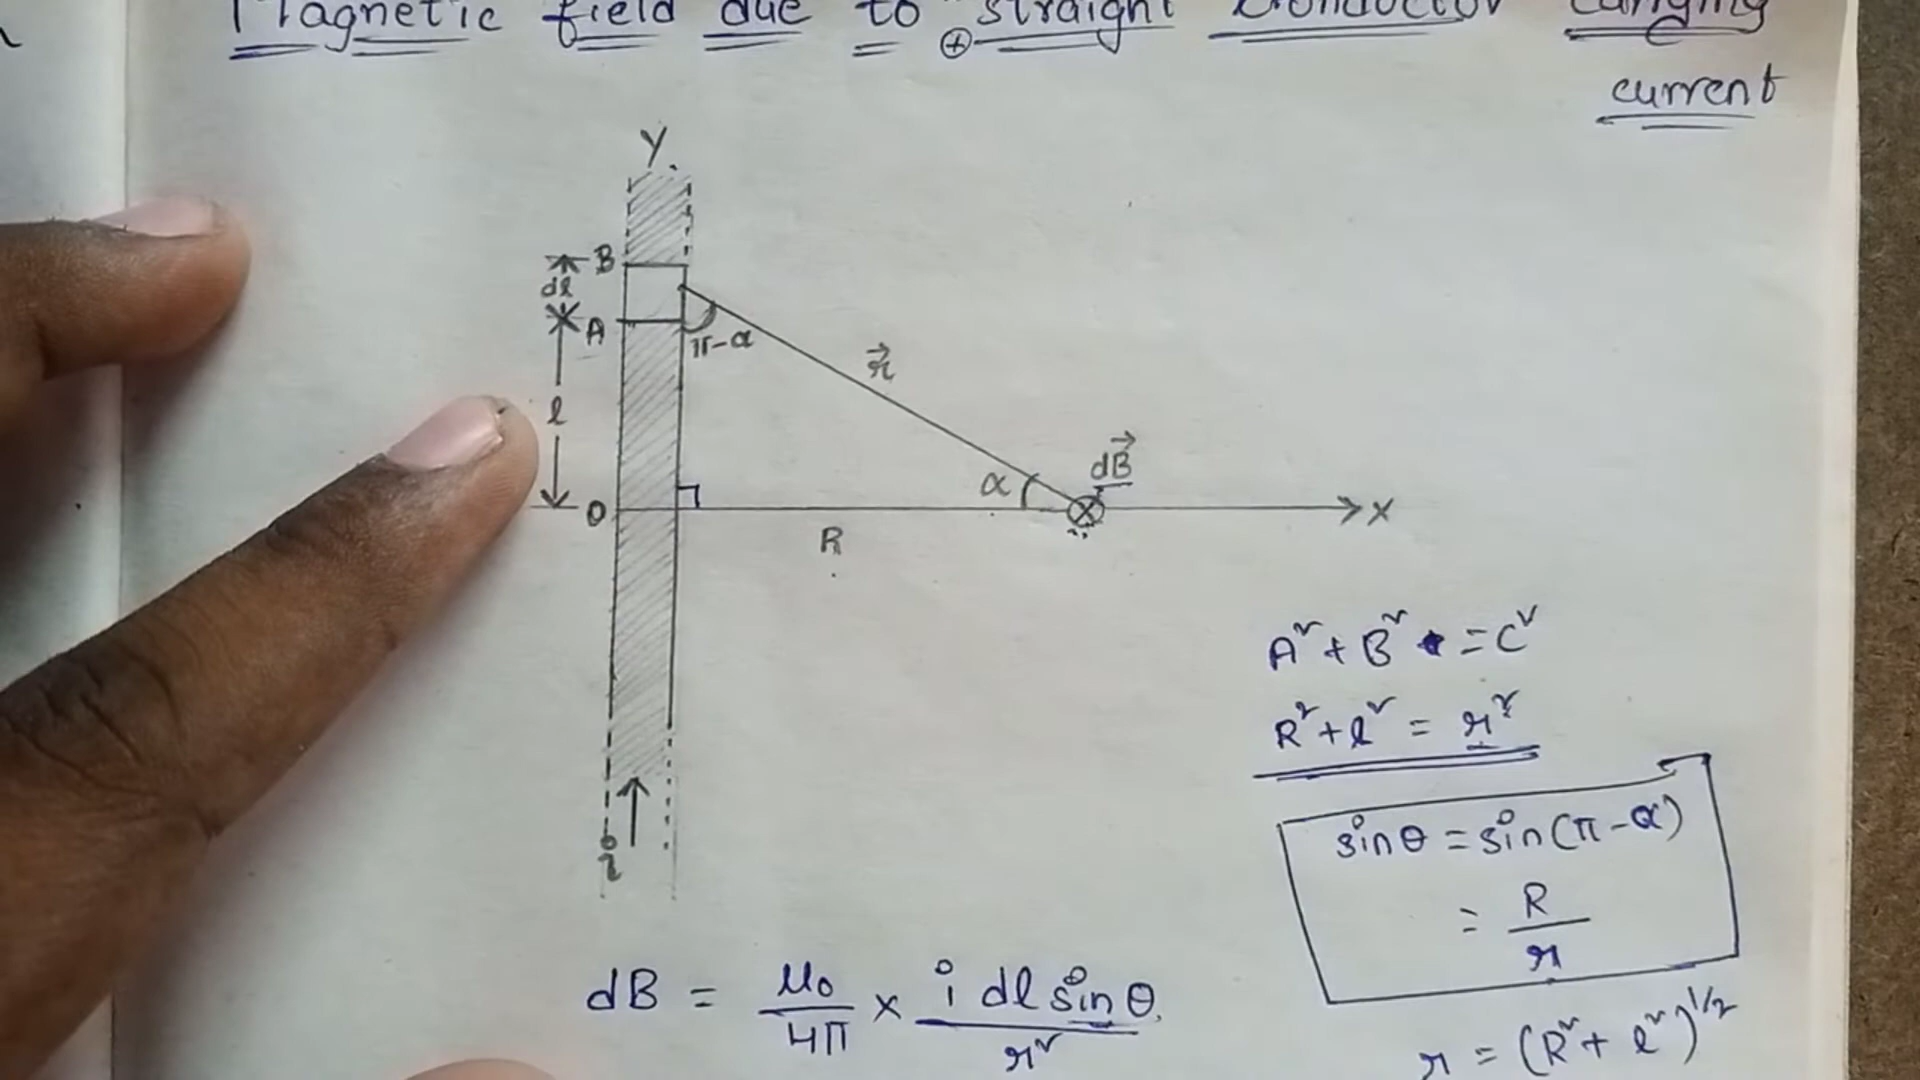 Magnetic field due to straight Conductor carrying
current
Y
B
dl
A
π-α
r⃗
l
dB⃗
α
O
X
R
A² + B² = C²
R² + l² = r²
sinθ = sin(π-α)
= R/r
i
dB = μ₀/4π × i dl sinθ/r²
r = (R² + l²)^1/2